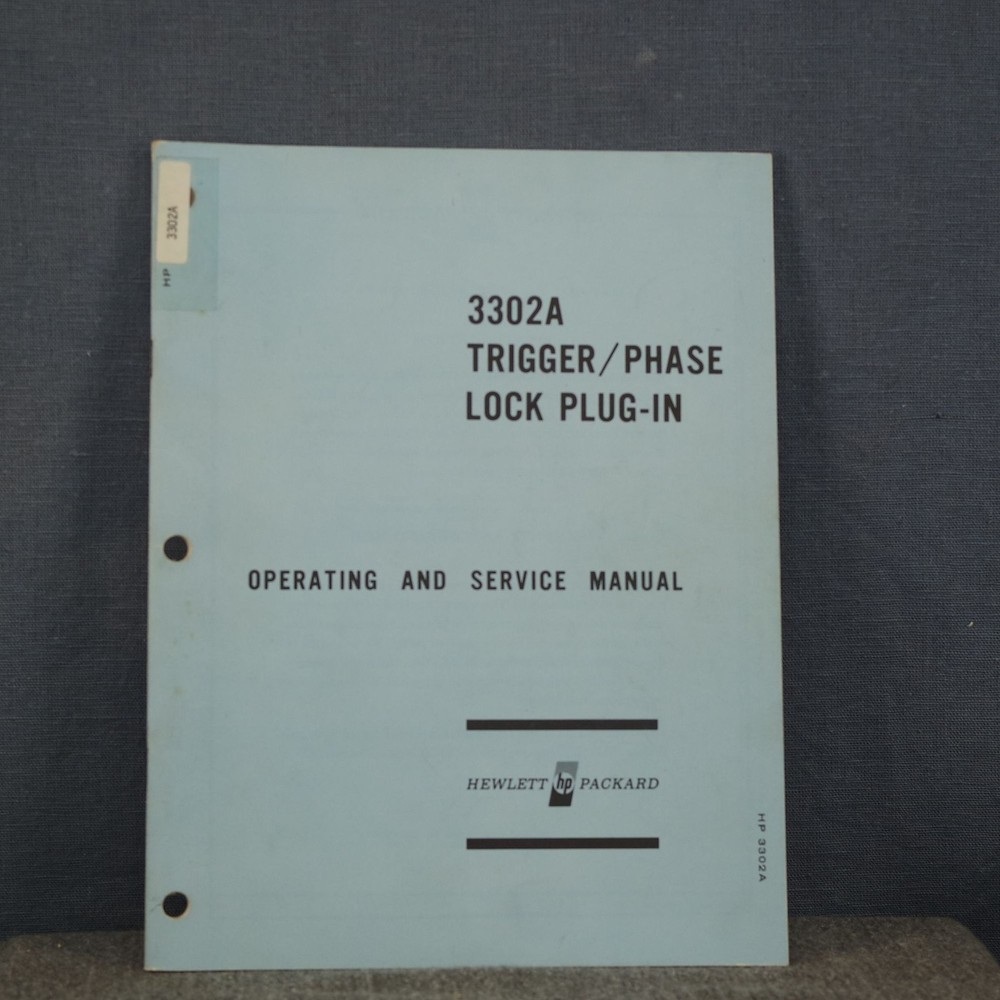 HP 3302A
3302A
TRIGGER/PHASE
LOCK PLUG-IN
OPERATING AND SERVICE MANUAL
HEWLETT hp PACKARD
HP 3302A